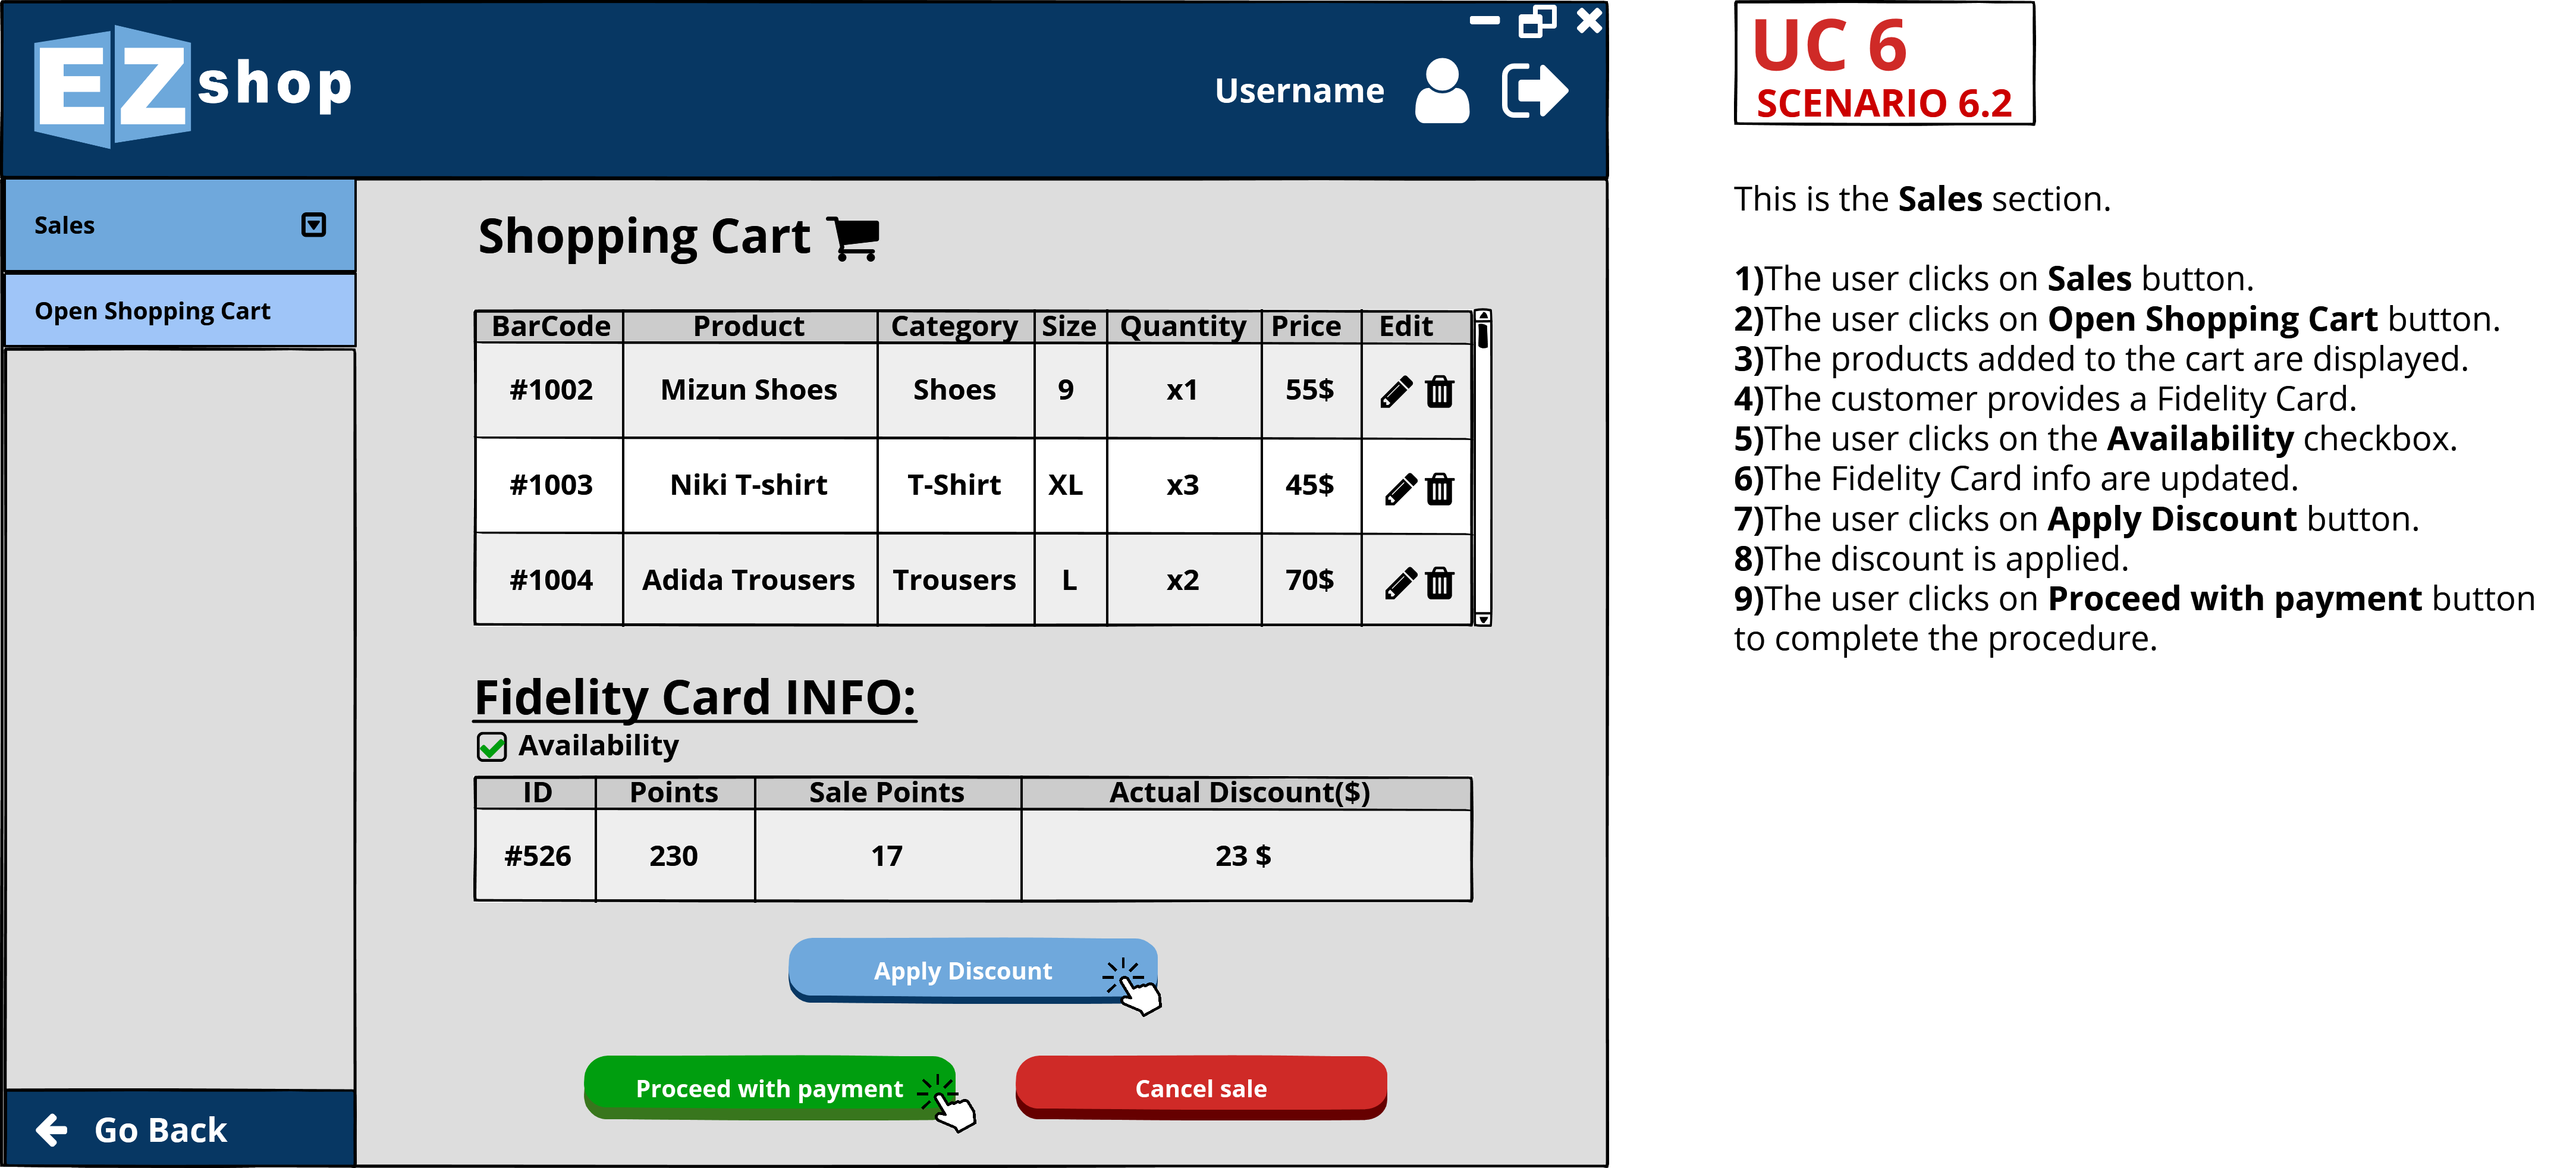 EZshop
Username
Sales
Open Shopping Cart
Go Back
Shopping Cart
BarCode Product Category Size Quantity Price Edit
#1002 Mizun Shoes Shoes 9 x1 55$
#1003 Niki T-shirt T-Shirt XL x3 45$
#1004 Adida Trousers Trousers L x2 70$
Fidelity Card INFO:
Availability
ID Points Sale Points Actual Discount($)
#526 230 17 23 $
Apply Discount
Proceed with payment Cancel sale
UC 6
SCENARIO 6.2
This is the Sales section.
1)The user clicks on Sales button.
2)The user clicks on Open Shopping Cart button.
3)The products added to the cart are displayed.
4)The customer provides a Fidelity Card.
5)The user clicks on the Availability checkbox.
6)The Fidelity Card info are updated.
7)The user clicks on Apply Discount button.
8)The discount is applied.
9)The user clicks on Proceed with payment button
to complete the procedure.